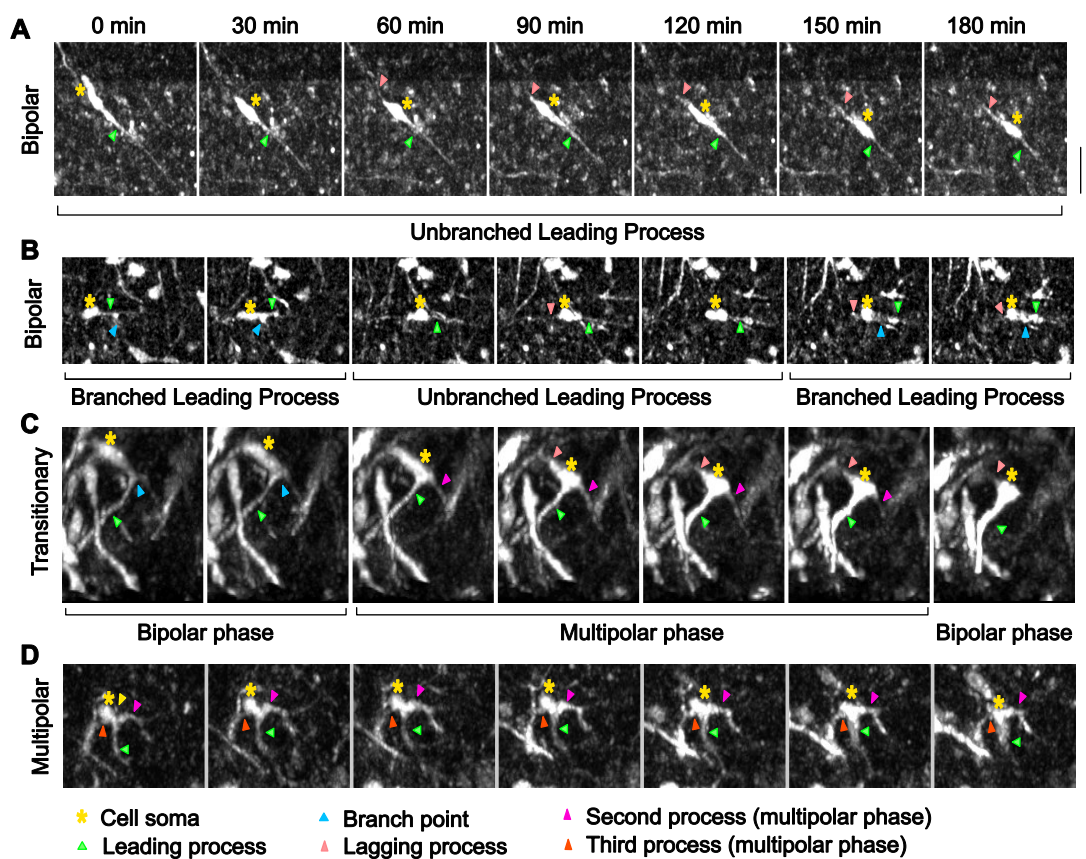 A
0 min 30 min 60 min 90 min 120 min 150 min 180 min
Bipolar
Unbranched Leading Process
B
Bipolar
Branched Leading Process Unbranched Leading Process Branched Leading Process
C
Transitionary
Bipolar phase Multipolar phase Bipolar phase
D
Multipolar
Cell soma Branch point Second process (multipolar phase)
Leading process Lagging process Third process (multipolar phase)